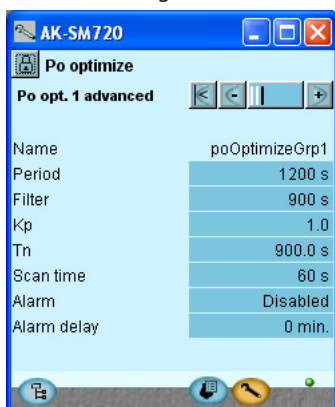 AK-SM720
Po optimize
Po opt. 1 advanced
Name poOptimizeGrp1
Period 1200 s
Filter 900 s
Kp 1.0
Tn 900.0 s
Scan time 60 s
Alarm Disabled
Alarm delay 0 min.